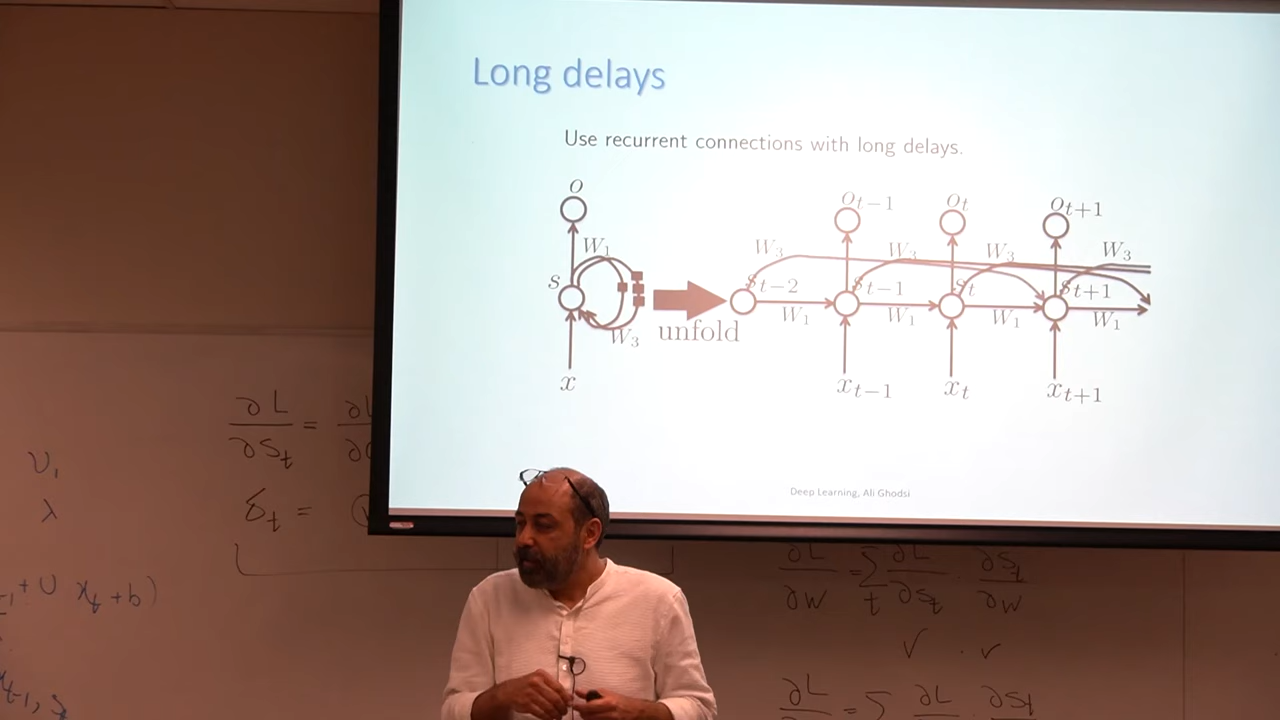 Long delays
Use recurrent connections with long delays.
o
W₁
s
W₃
x
unfold
oₜ₋₁ oₜ oₜ₊₁
W₃ W₃ W₃ W₃
sₜ₋₂ sₜ₋₁ sₜ sₜ₊₁
W₁ W₁ W₁ W₁
xₜ₋₁ xₜ xₜ₊₁
Deep Learning, Ali Ghodsi
∂L/∂Sₜ =
δₜ =
υ₁
λ
+ U xₜ + b)
∂L/∂W = Σₜ ∂L/∂Sₜ · ∂Sₜ/∂W